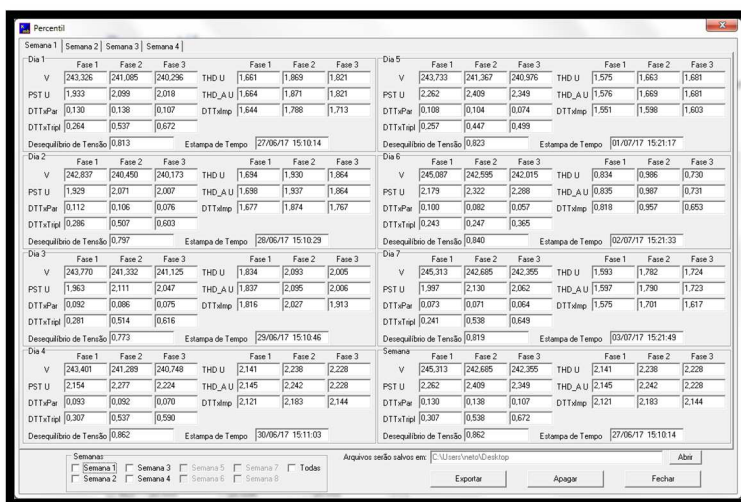 Percentil
Semana 1 Semana 2 Semana 3 Semana 4
Dia 1
Fase 1 Fase 2 Fase 3 Fase 1 Fase 2 Fase 3
V 243,326 241,085 240,296 THD U 1,661 1,869 1,821
PST U 1,933 2,099 2,018 THD_A U 1,664 1,871 1,821
DTTxPar 0,130 0,138 0,107 DTTxImp 1,644 1,788 1,713
DTTxTripl 0,264 0,537 0,672
Desequilíbrio de Tensão 0,813 Estampa de Tempo 27/06/17 15:10:14
Dia 2
Fase 1 Fase 2 Fase 3 Fase 1 Fase 2 Fase 3
V 242,837 240,450 240,173 THD U 1,694 1,930 1,864
PST U 1,929 2,071 2,007 THD_A U 1,698 1,937 1,864
DTTxPar 0,112 0,106 0,076 DTTxImp 1,677 1,874 1,767
DTTxTripl 0,286 0,507 0,603
Desequilíbrio de Tensão 0,797 Estampa de Tempo 28/06/17 15:10:29
Dia 3
Fase 1 Fase 2 Fase 3 Fase 1 Fase 2 Fase 3
V 243,770 241,332 241,125 THD U 1,834 2,093 2,005
PST U 1,963 2,111 2,047 THD_A U 1,837 2,095 2,006
DTTxPar 0,092 0,086 0,075 DTTxImp 1,816 2,027 1,913
DTTxTripl 0,281 0,514 0,616
Desequilíbrio de Tensão 0,773 Estampa de Tempo 29/06/17 15:10:46
Dia 4
Fase 1 Fase 2 Fase 3 Fase 1 Fase 2 Fase 3
V 243,401 241,289 240,748 THD U 2,141 2,238 2,228
PST U 2,154 2,277 2,224 THD_A U 2,145 2,242 2,228
DTTxPar 0,093 0,092 0,070 DTTxImp 2,121 2,183 2,144
DTTxTripl 0,307 0,537 0,590
Desequilíbrio de Tensão 0,862 Estampa de Tempo 30/06/17 15:11:03
Dia 5
Fase 1 Fase 2 Fase 3 Fase 1 Fase 2 Fase 3
V 243,733 241,367 240,976 THD U 1,575 1,663 1,681
PST U 2,262 2,409 2,349 THD_A U 1,576 1,669 1,681
DTTxPar 0,108 0,104 0,074 DTTxImp 1,551 1,598 1,603
DTTxTripl 0,257 0,447 0,499
Desequilíbrio de Tensão 0,823 Estampa de Tempo 01/07/17 15:21:17
Dia 6
Fase 1 Fase 2 Fase 3 Fase 1 Fase 2 Fase 3
V 245,087 242,595 242,015 THD U 0,834 0,986 0,730
PST U 2,179 2,322 2,288 THD_A U 0,835 0,987 0,731
DTTxPar 0,100 0,082 0,057 DTTxImp 0,818 0,957 0,653
DTTxTripl 0,243 0,247 0,365
Desequilíbrio de Tensão 0,840 Estampa de Tempo 02/07/17 15:21:33
Dia 7
Fase 1 Fase 2 Fase 3 Fase 1 Fase 2 Fase 3
V 245,313 242,685 242,355 THD U 1,593 1,782 1,724
PST U 1,997 2,130 2,062 THD_A U 1,597 1,790 1,723
DTTxPar 0,073 0,071 0,064 DTTxImp 1,575 1,701 1,617
DTTxTripl 0,241 0,538 0,649
Desequilíbrio de Tensão 0,819 Estampa de Tempo 03/07/17 15:21:49
Semana
Fase 1 Fase 2 Fase 3 Fase 1 Fase 2 Fase 3
V 245,313 242,685 242,355 THD U 2,141 2,238 2,228
PST U 2,262 2,409 2,349 THD_A U 2,145 2,242 2,228
DTTxPar 0,130 0,138 0,107 DTTxImp 2,121 2,183 2,144
DTTxTripl 0,307 0,538 0,672
Desequilíbrio de Tensão 0,862 Estampa de Tempo 27/06/17 15:10:14
Semanas
Semana 1 Semana 3 Semana 5 Semana 7 Todas
Semana 2 Semana 4 Semana 6 Semana 8
Arquivos serão salvos em: C:\Users\neto\Desktop Abrir
Exportar Apagar Fechar